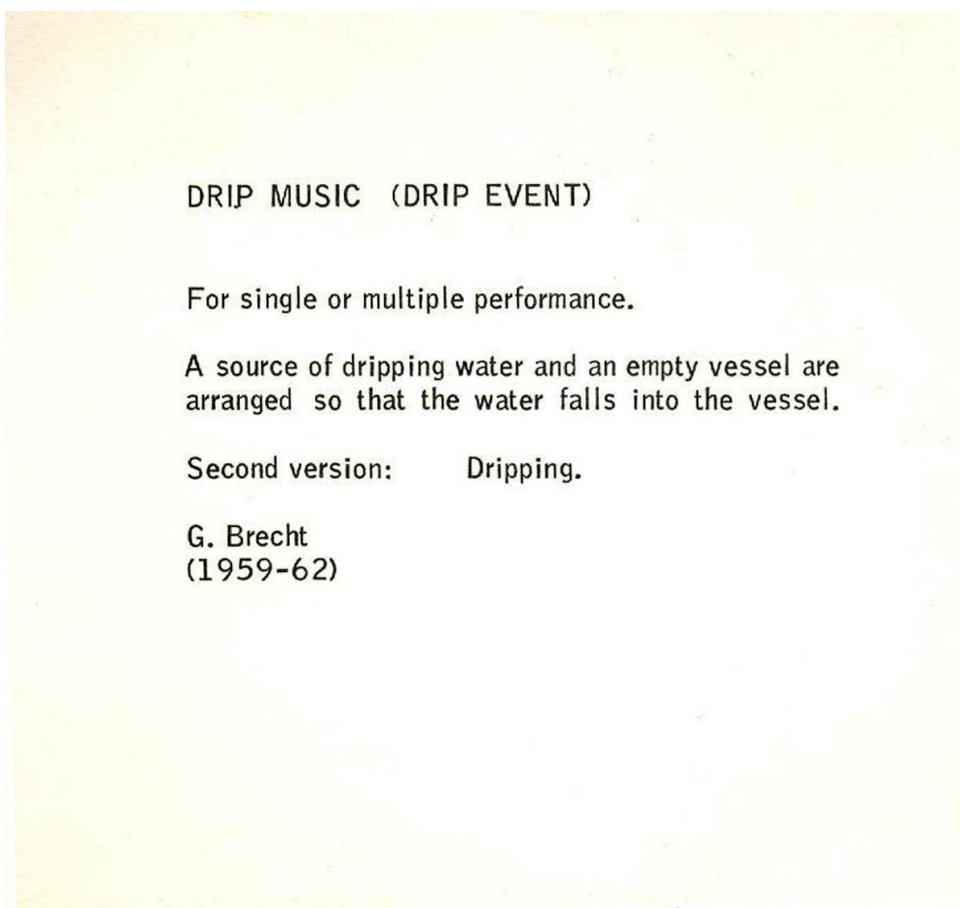 DRIP MUSIC (DRIP EVENT)
For single or multiple performance.
A source of dripping water and an empty vessel are
arranged so that the water falls into the vessel.
Second version: Dripping.
G. Brecht
(1959-62)